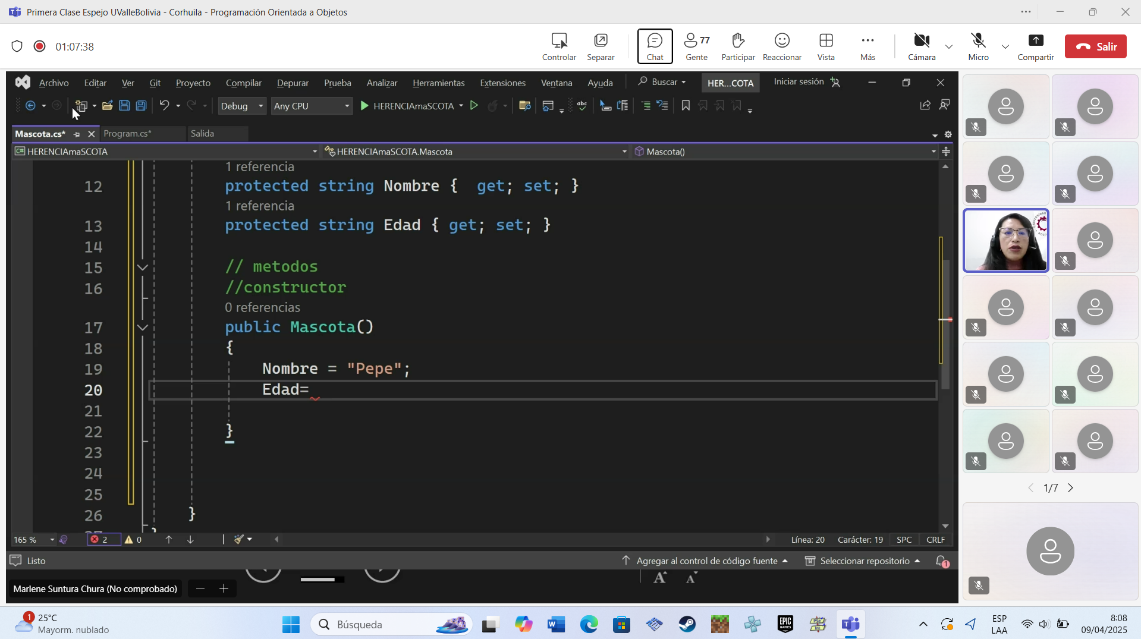 Primera Clase Espejo UValleBolivia - Corhuila - Programación Orientada a Objetos
01:07:38
Controlar
Separar
Chat
77
Gente
Participar
Reaccionar
Vista
Más
Cámara
Micro
Compartir
Salir
Archivo Editar Ver Git Proyecto Compilar Depurar Prueba Analizar Herramientas Extensiones Ventana Ayuda Buscar HER...COTA Iniciar sesión
Debug Any CPU HERENCIAmaSCOTA
Mascota.cs* Program.cs* Salida
HERENCIAmaSCOTA HERENCIAmaSCOTA.Mascota Mascota()
1 referencia
12 protected string Nombre { get; set; }
1 referencia
13 protected string Edad { get; set; }
14
15 // metodos
16 //constructor
0 referencias
17 public Mascota()
18 {
19 Nombre = "Pepe";
20 Edad=
21
22 }
23
24
25
26 }
165 % 2 0 Línea: 20 Carácter: 19 SPC CRLF
Listo Agregar al control de código fuente Seleccionar repositorio 1
Marlene Suntura Chura (No comprobado)
1/7
1
25°C
Mayorm. nublado
Búsqueda
ESP
LAA
8:08
09/04/2025